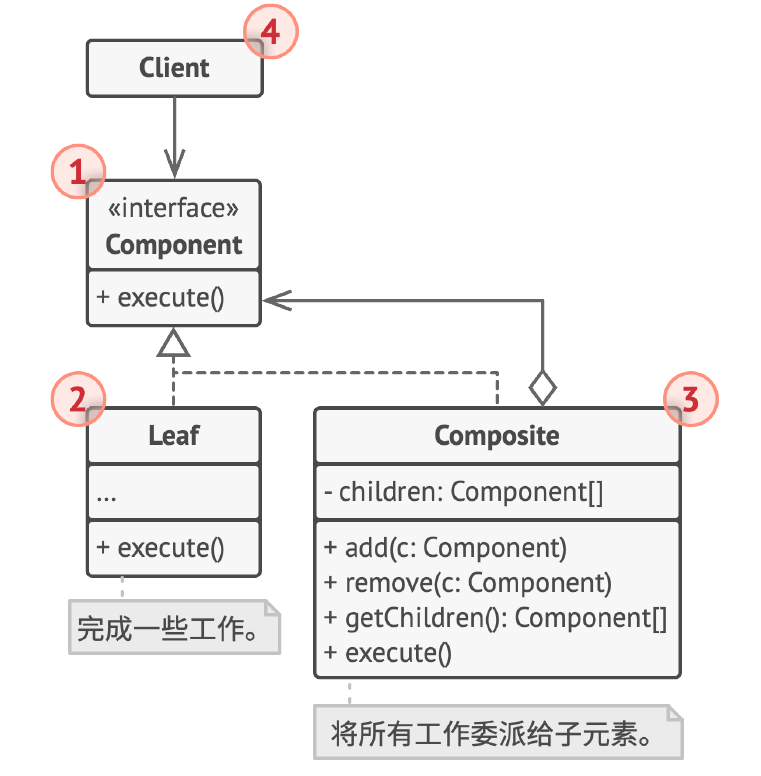 4
Client
1
«interface»
Component
+ execute()
2
Leaf
...
+ execute()
完成一些工作。
3
Composite
- children: Component[]
+ add(c: Component)
+ remove(c: Component)
+ getChildren(): Component[]
+ execute()
将所有工作委派给子元素。